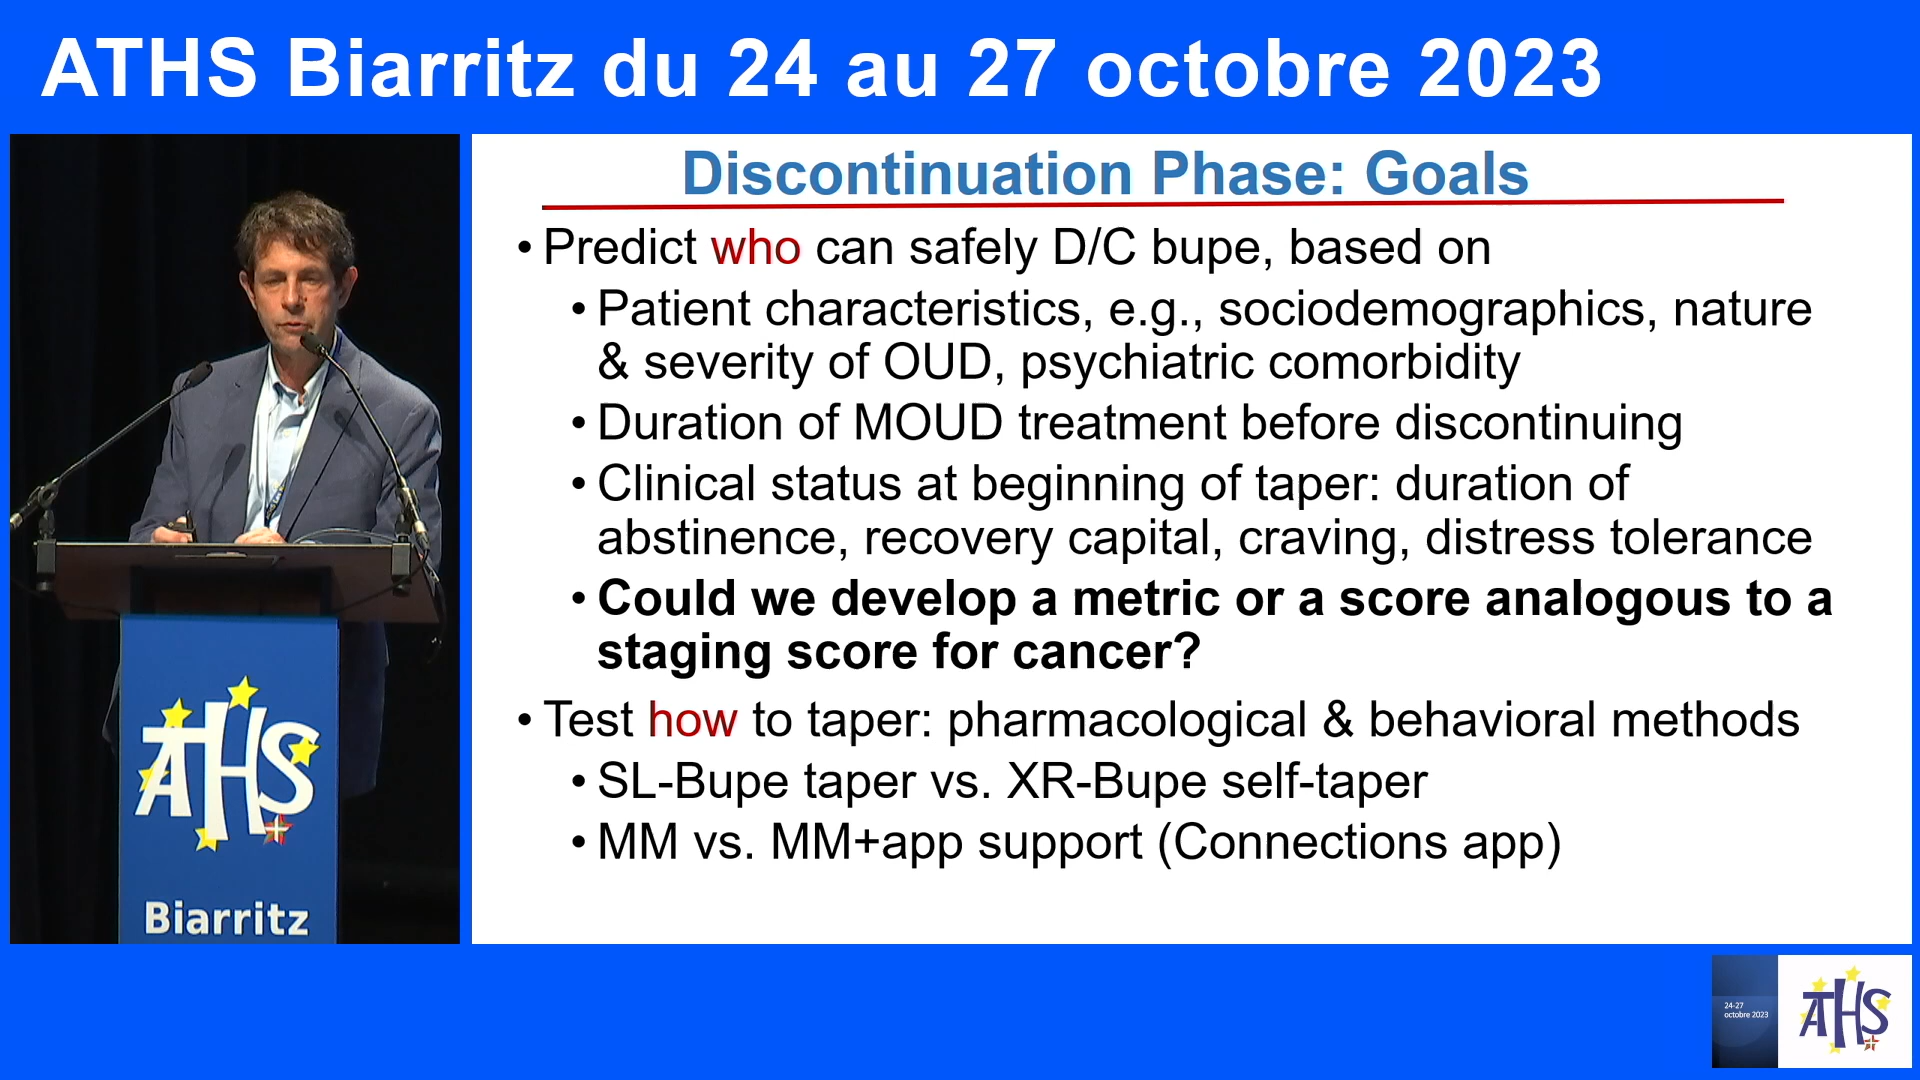 ATHS Biarritz du 24 au 27 octobre 2023
Discontinuation Phase: Goals
• Predict who can safely D/C bupe, based on
• Patient characteristics, e.g., sociodemographics, nature
& severity of OUD, psychiatric comorbidity
• Duration of MOUD treatment before discontinuing
• Clinical status at beginning of taper: duration of
abstinence, recovery capital, craving, distress tolerance
• Could we develop a metric or a score analogous to a
staging score for cancer?
• Test how to taper: pharmacological & behavioral methods
• SL-Bupe taper vs. XR-Bupe self-taper
• MM vs. MM+app support (Connections app)
ATHS
Biarritz
24-27
octobre 2023
ATHS